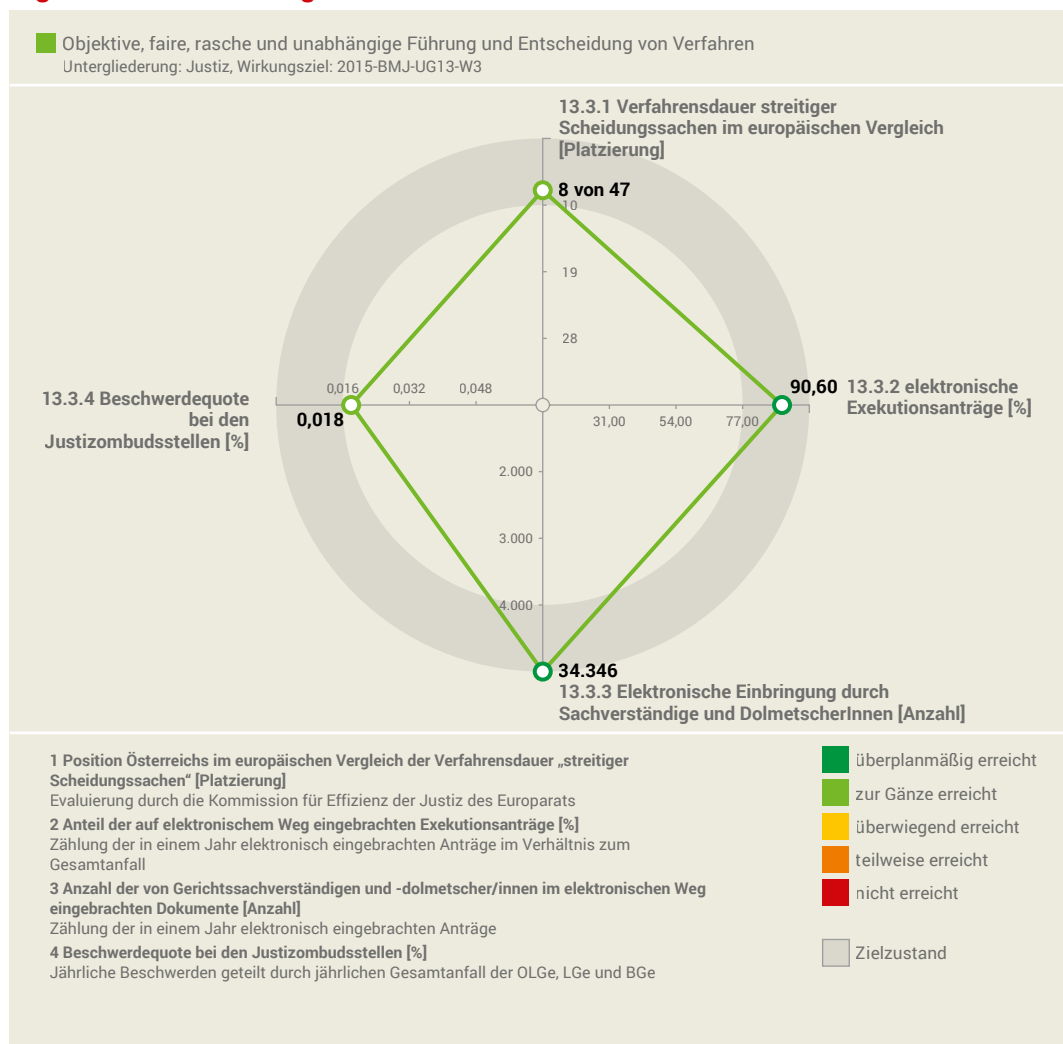 Objektive, faire, rasche und unabhängige Führung und Entscheidung von Verfahren
Untergliederung: Justiz, Wirkungsziel: 2015-BMJ-UG13-W3
13.3.1 Verfahrensdauer streitiger
Scheidungssachen im europäischen Vergleich
[Platzierung]
8 von 47
10
19
28
13.3.4 Beschwerdequote
bei den
Justizombudsstellen [%]
0,016
0,032
0,048
0,018
90,60
13.3.2 elektronische
Exekutionsanträge [%]
31,00
54,00
77,00
2.000
3.000
4.000
34.346
13.3.3 Elektronische Einbringung durch
Sachverständige und DolmetscherInnen [Anzahl]
1 Position Österreichs im europäischen Vergleich der Verfahrensdauer „streitiger
Scheidungssachen“ [Platzierung]
Evaluierung durch die Kommission für Effizienz der Justiz des Europarats
2 Anteil der auf elektronischem Weg eingebrachten Exekutionsanträge [%]
Zählung der in einem Jahr elektronisch eingebrachten Anträge im Verhältnis zum
Gesamtanfall
3 Anzahl der von Gerichtssachverständigen und -dolmetscher/innen im elektronischen Weg
eingebrachten Dokumente [Anzahl]
Zählung der in einem Jahr elektronisch eingebrachten Anträge
4 Beschwerdequote bei den Justizombudsstellen [%]
Jährliche Beschwerden geteilt durch jährlichen Gesamtanfall der OLGe, LGe und BGe
überplanmäßig erreicht
zur Gänze erreicht
überwiegend erreicht
teilweise erreicht
nicht erreicht
Zielzustand